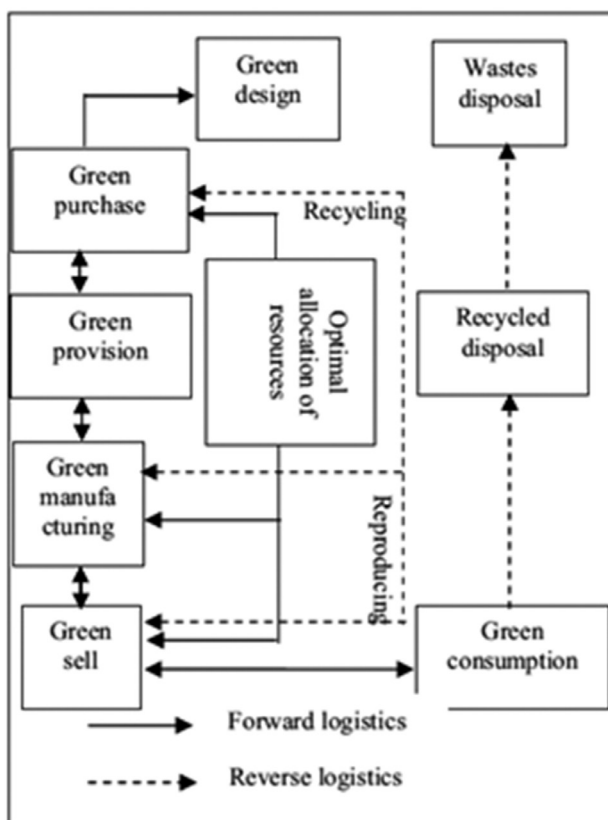 Green
design
Wastes
disposal
Green
purchase
Recycling
Green
provision
Optimal
allocation of
resources
Recycled
disposal
Green
manufa
cturing
Reproducing
Green
sell
Green
consumption
Forward logistics
Reverse logistics